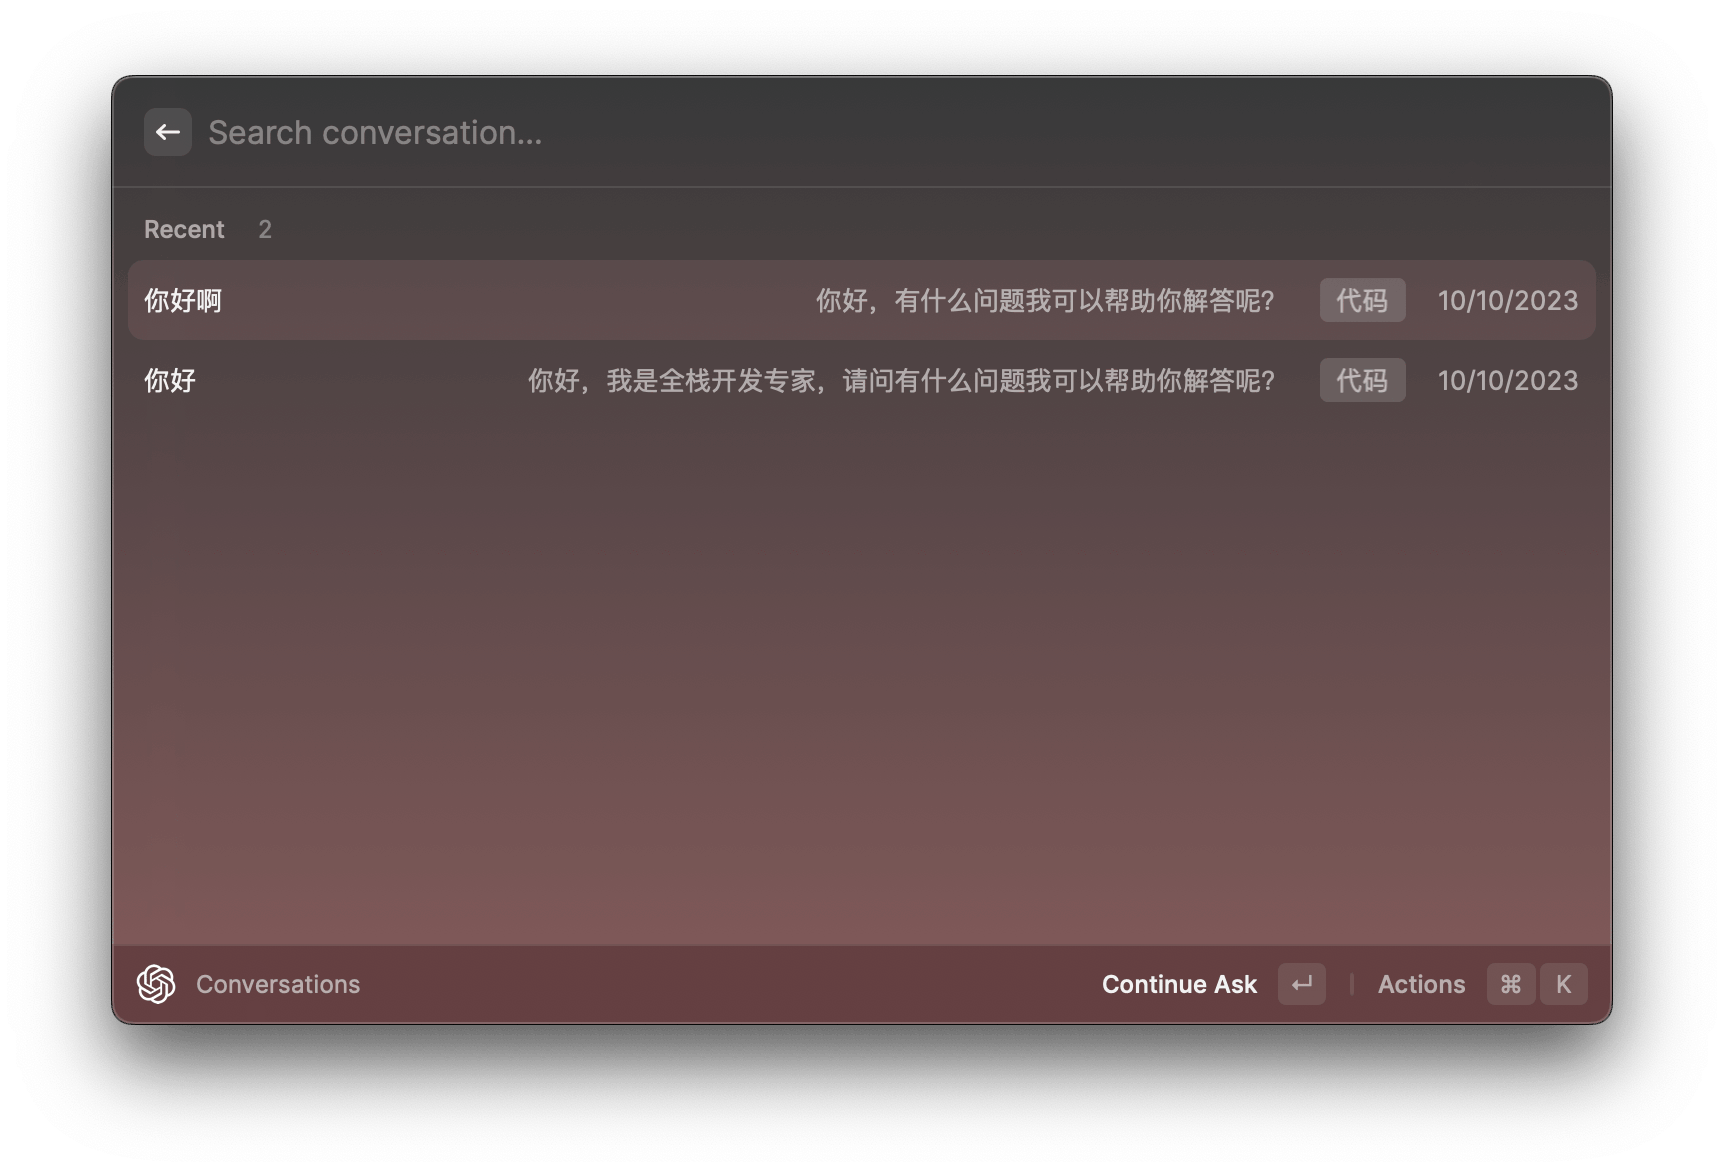 Search conversation...
Recent 2
你好啊 你好，有什么问题我可以帮助你解答呢？ 代码 10/10/2023
你好 你好，我是全栈开发专家，请问有什么问题我可以帮助你解答呢？ 代码 10/10/2023
Conversations Continue Ask ↵ Actions ⌘ K